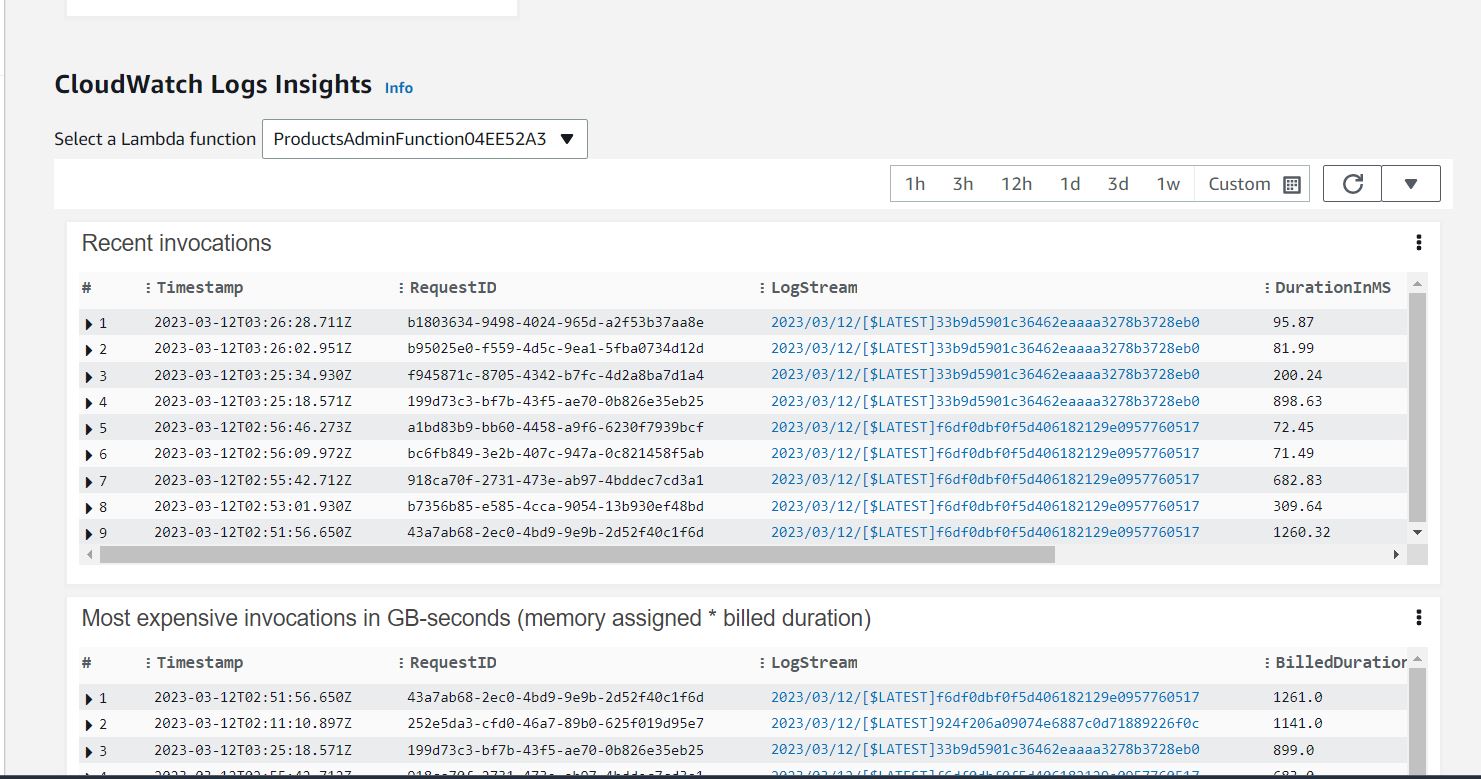 CloudWatch Logs Insights Info
Select a Lambda function ProductsAdminFunction04EE52A3
1h 3h 12h 1d 3d 1w Custom
Recent invocations
# Timestamp RequestID LogStream DurationInMS
1 2023-03-12T03:26:28.711Z b1803634-9498-4024-965d-a2f53b37aa8e 2023/03/12/[$LATEST]33b9d5901c36462eaaaa3278b3728eb0 95.87
2 2023-03-12T03:26:02.951Z b95025e0-f559-4d5c-9ea1-5fba0734d12d 2023/03/12/[$LATEST]33b9d5901c36462eaaaa3278b3728eb0 81.99
3 2023-03-12T03:25:34.930Z f945871c-8705-4342-b7fc-4d2a8ba7d1a4 2023/03/12/[$LATEST]33b9d5901c36462eaaaa3278b3728eb0 200.24
4 2023-03-12T03:25:18.571Z 199d73c3-bf7b-43f5-ae70-0b826e35eb25 2023/03/12/[$LATEST]33b9d5901c36462eaaaa3278b3728eb0 898.63
5 2023-03-12T02:56:46.273Z a1bd83b9-bb60-4458-a9f6-6230f7939bcf 2023/03/12/[$LATEST]f6df0dbf0f5d406182129e0957760517 72.45
6 2023-03-12T02:56:09.972Z bc6fb849-3e2b-407c-947a-0c821458f5ab 2023/03/12/[$LATEST]f6df0dbf0f5d406182129e0957760517 71.49
7 2023-03-12T02:55:42.712Z 918ca70f-2731-473e-ab97-4bddec7cd3a1 2023/03/12/[$LATEST]f6df0dbf0f5d406182129e0957760517 682.83
8 2023-03-12T02:53:01.930Z b7356b85-e585-4cca-9054-13b930ef48bd 2023/03/12/[$LATEST]f6df0dbf0f5d406182129e0957760517 309.64
9 2023-03-12T02:51:56.650Z 43a7ab68-2ec0-4bd9-9e9b-2d52f40c1f6d 2023/03/12/[$LATEST]f6df0dbf0f5d406182129e0957760517 1260.32
Most expensive invocations in GB-seconds (memory assigned * billed duration)
# Timestamp RequestID LogStream BilledDuration
1 2023-03-12T02:51:56.650Z 43a7ab68-2ec0-4bd9-9e9b-2d52f40c1f6d 2023/03/12/[$LATEST]f6df0dbf0f5d406182129e0957760517 1261.0
2 2023-03-12T02:11:10.897Z 252e5da3-cfd0-46a7-89b0-625f019d95e7 2023/03/12/[$LATEST]924f206a09074e6887c0d71889226f0c 1141.0
3 2023-03-12T03:25:18.571Z 199d73c3-bf7b-43f5-ae70-0b826e35eb25 2023/03/12/[$LATEST]33b9d5901c36462eaaaa3278b3728eb0 899.0